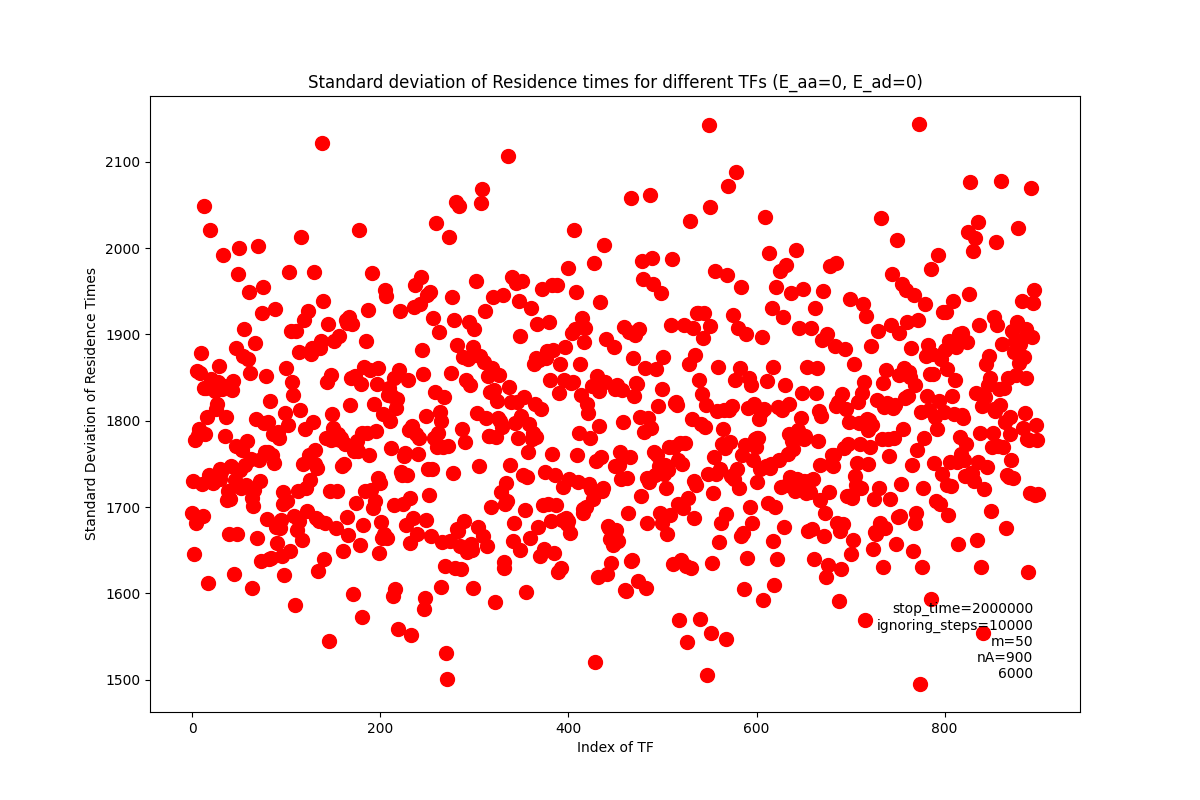 Standard deviation of Residence times for different TFs (E_aa=0, E_ad=0)
Standard Deviation of Residence Times
2100
2000
1900
1800
1700
1600
1500
stop_time=2000000
ignoring_steps=10000
m=50
nA=900
6000
0 200 400 600 800
Index of TF